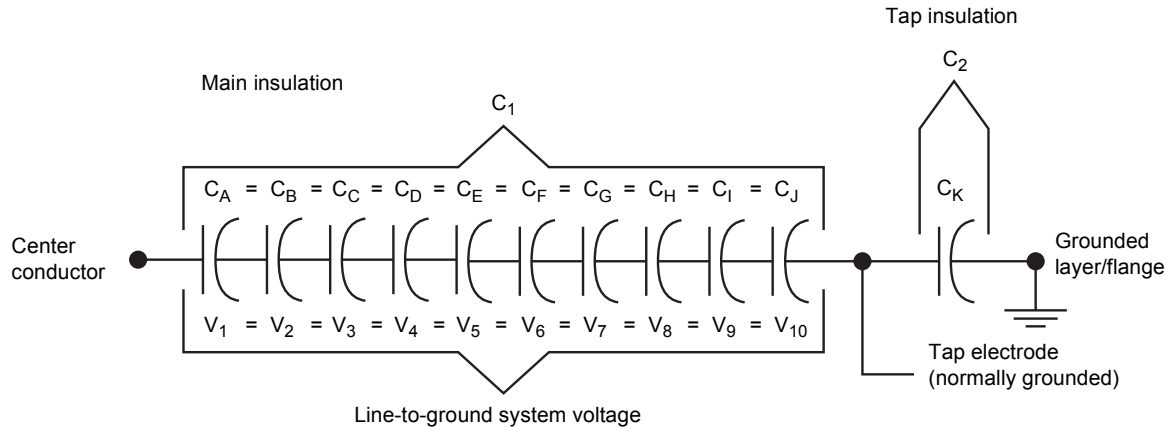 Tap insulation
C2
Main insulation
C1
CA = CB = CC = CD = CE = CF = CG = CH = CI = CJ
CK
Center
conductor
Grounded
layer/flange
V1 = V2 = V3 = V4 = V5 = V6 = V7 = V8 = V9 = V10
Tap electrode
(normally grounded)
Line-to-ground system voltage